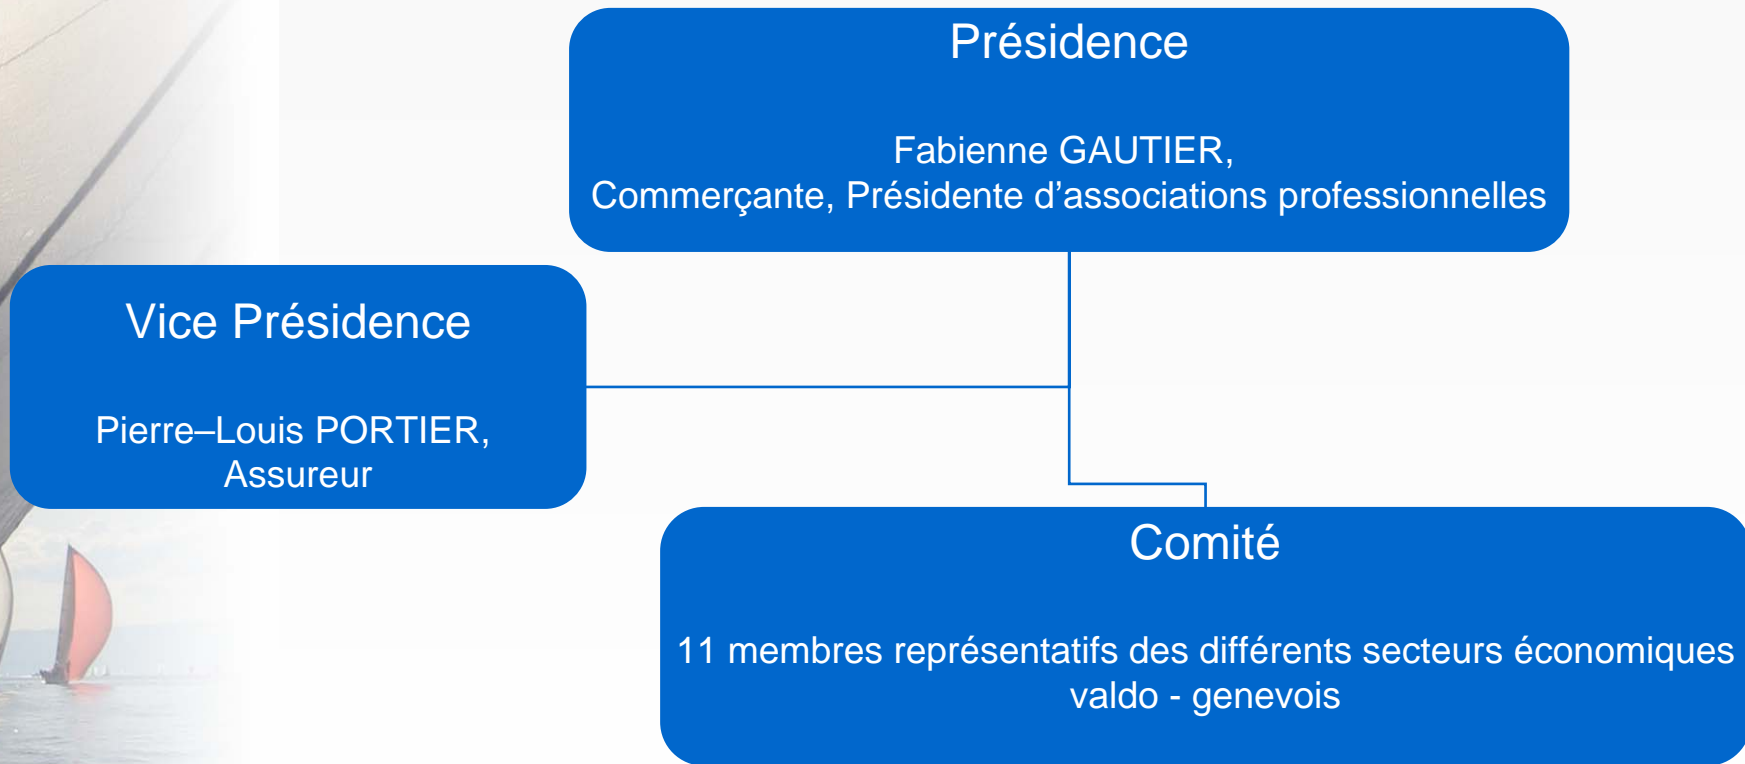 Présidence
Fabienne GAUTIER,
Commerçante, Présidente d’associations professionnelles
Vice Présidence
Pierre–Louis PORTIER,
Assureur
Comité
11 membres représentatifs des différents secteurs économiques
valdo - genevois